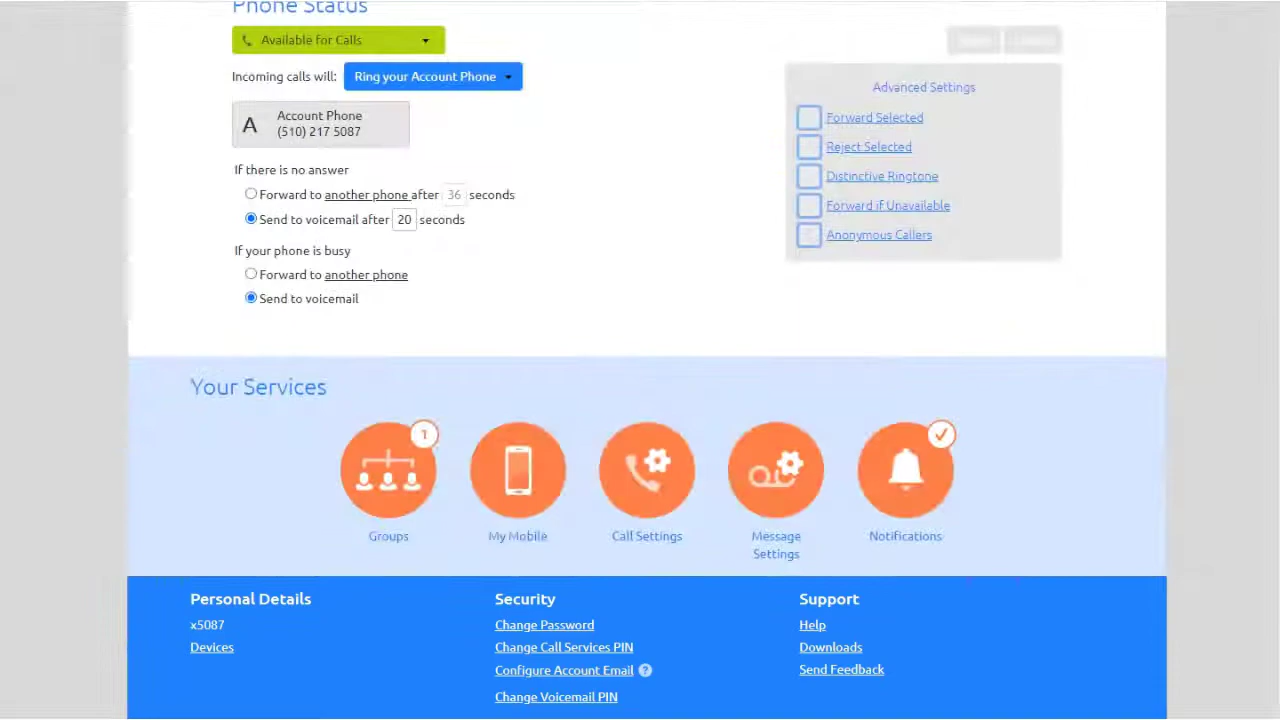 Phone Status
Available for Calls
Incoming calls will: Ring your Account Phone
A
Account Phone
(510) 217 5087
If there is no answer
Forward to another phone after 36 seconds
Send to voicemail after 20 seconds
If your phone is busy
Forward to another phone
Send to voicemail
Advanced Settings
Forward Selected
Reject Selected
Distinctive Ringtone
Forward if Unavailable
Anonymous Callers
Your Services
1
Groups
My Mobile
Call Settings
Message
Settings
Notifications
Personal Details
x5087
Devices
Security
Change Password
Change Call Services PIN
Configure Account Email ?
Change Voicemail PIN
Support
Help
Downloads
Send Feedback